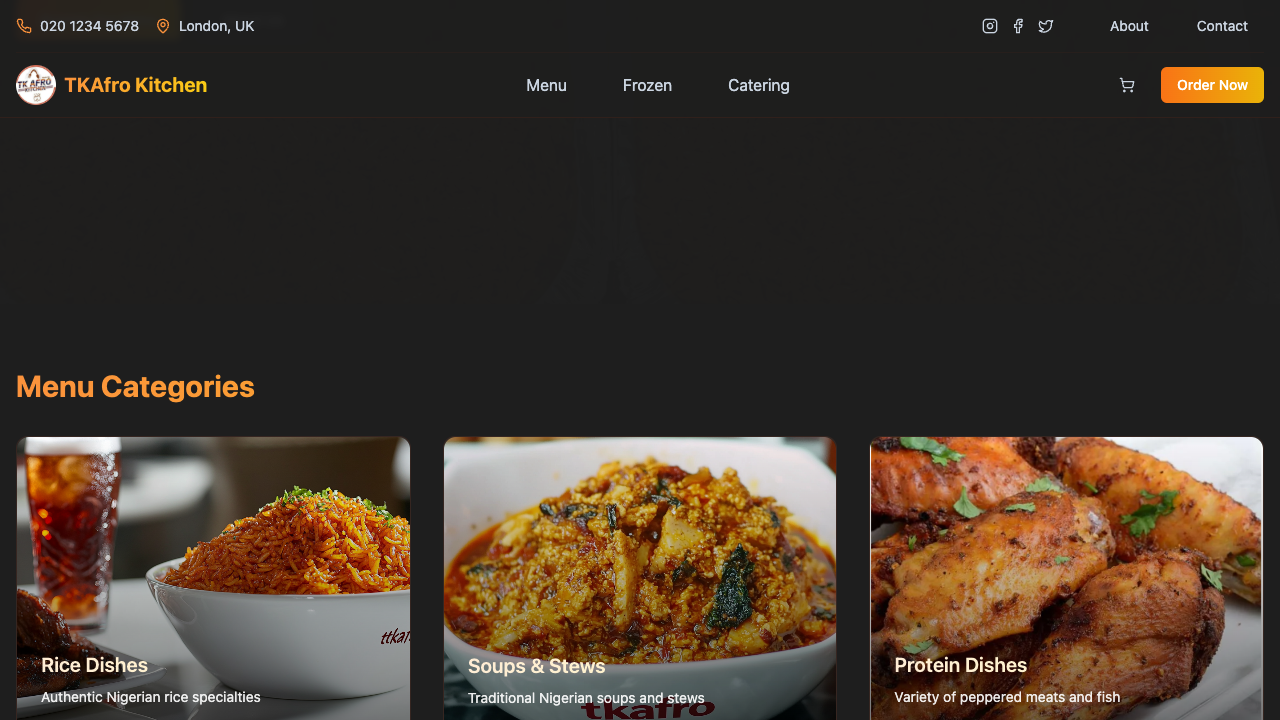 020 1234 5678
London, UK
About
Contact
TK AFRO
KITCHEN
TKAfro Kitchen
Menu
Frozen
Catering
Order Now
Menu Categories
Rice Dishes
Authentic Nigerian rice specialties
Soups & Stews
Traditional Nigerian soups and stews
tkafro
Protein Dishes
Variety of peppered meats and fish